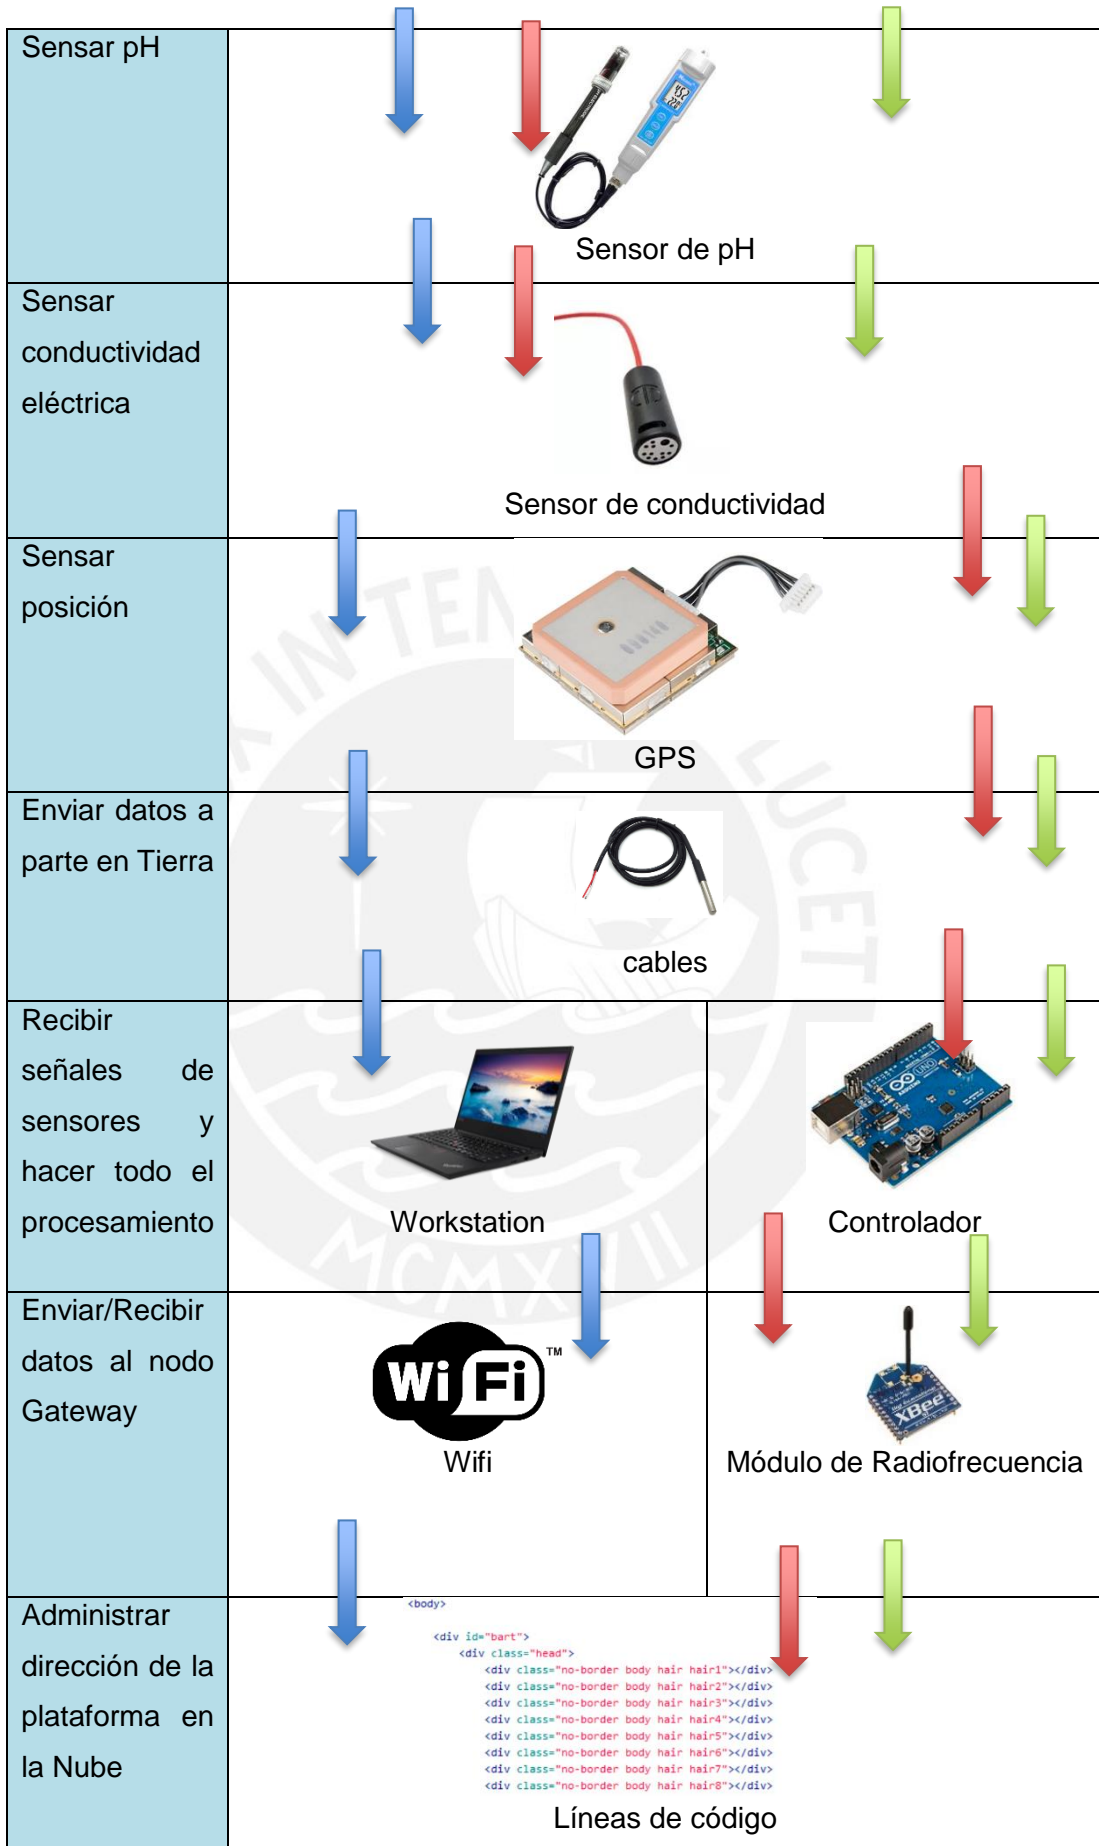 Sensar pH
Sensor de pH
Sensar
conductividad
eléctrica
Sensor de conductividad
Sensar
posición
GPS
Enviar datos a
parte en Tierra
cables
Recibir
señales de
sensores y
hacer todo el
procesamiento
Workstation
UNO
Controlador
Enviar/Recibir
datos al nodo
Gateway
WiFi TM
Wifi
XBee
Módulo de Radiofrecuencia
Administrar
dirección de la
plataforma en
la Nube
<body>
<div id="bart">
<div class="head">
<div class="no-border body hair hair1"></div>
<div class="no-border body hair hair2"></div>
<div class="no-border body hair hair3"></div>
<div class="no-border body hair hair4"></div>
<div class="no-border body hair hair5"></div>
<div class="no-border body hair hair6"></div>
<div class="no-border body hair hair7"></div>
<div class="no-border body hair hair8"></div>
Líneas de código
LUCET
MCMXVII